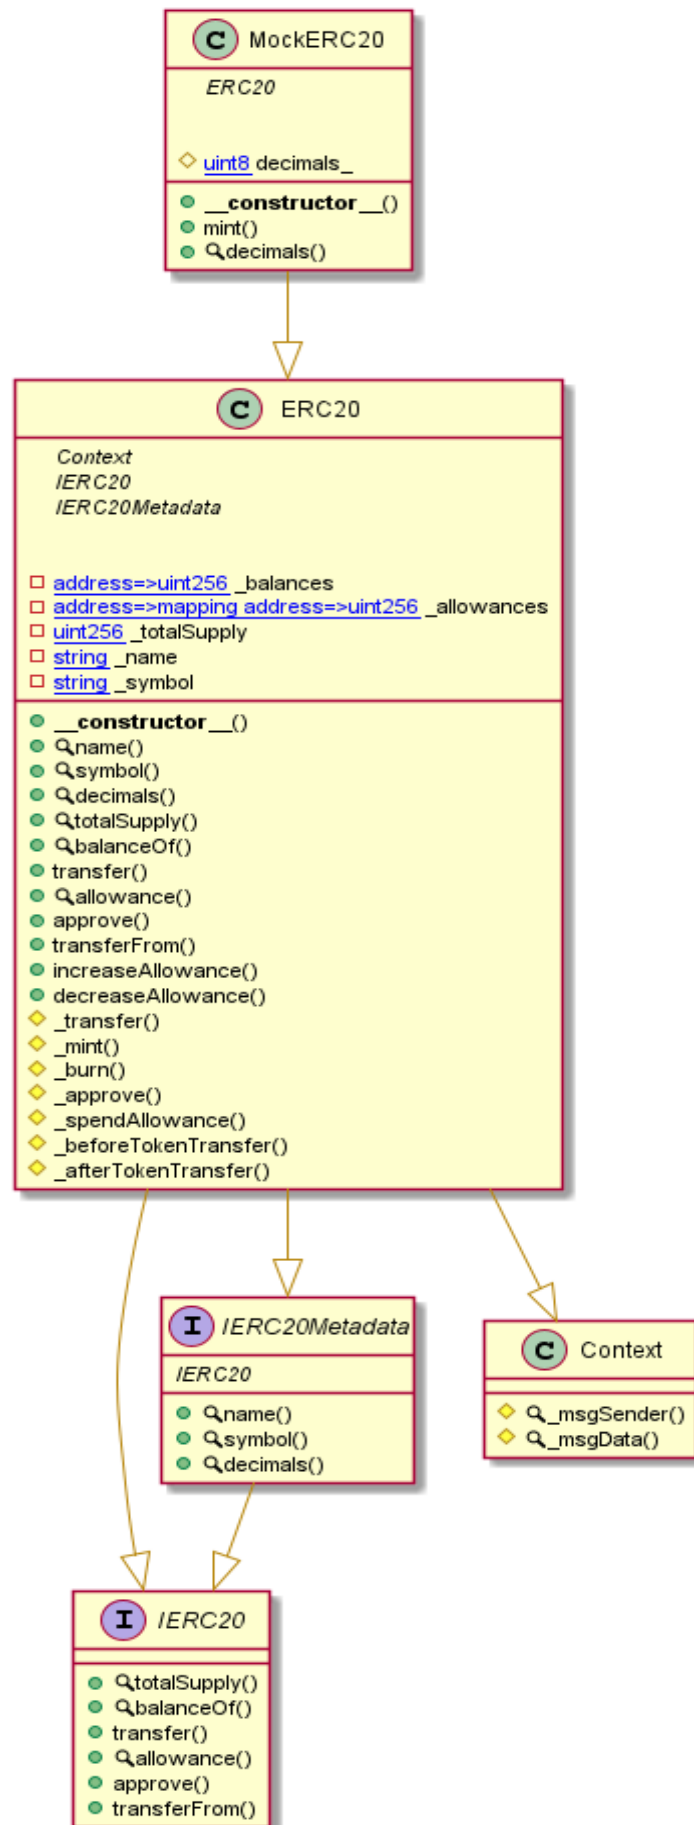 C MockERC20
ERC20
uint8 decimals_
__constructor__()
mint()
decimals()
C ERC20
Context
IERC20
IERC20Metadata
address=>uint256 _balances
address=>mapping address=>uint256 _allowances
uint256 _totalSupply
string _name
string _symbol
__constructor__()
name()
symbol()
decimals()
totalSupply()
balanceOf()
transfer()
allowance()
approve()
transferFrom()
increaseAllowance()
decreaseAllowance()
_transfer()
_mint()
_burn()
_approve()
_spendAllowance()
_beforeTokenTransfer()
_afterTokenTransfer()
I IERC20Metadata
IERC20
name()
symbol()
decimals()
C Context
_msgSender()
_msgData()
I IERC20
totalSupply()
balanceOf()
transfer()
allowance()
approve()
transferFrom()